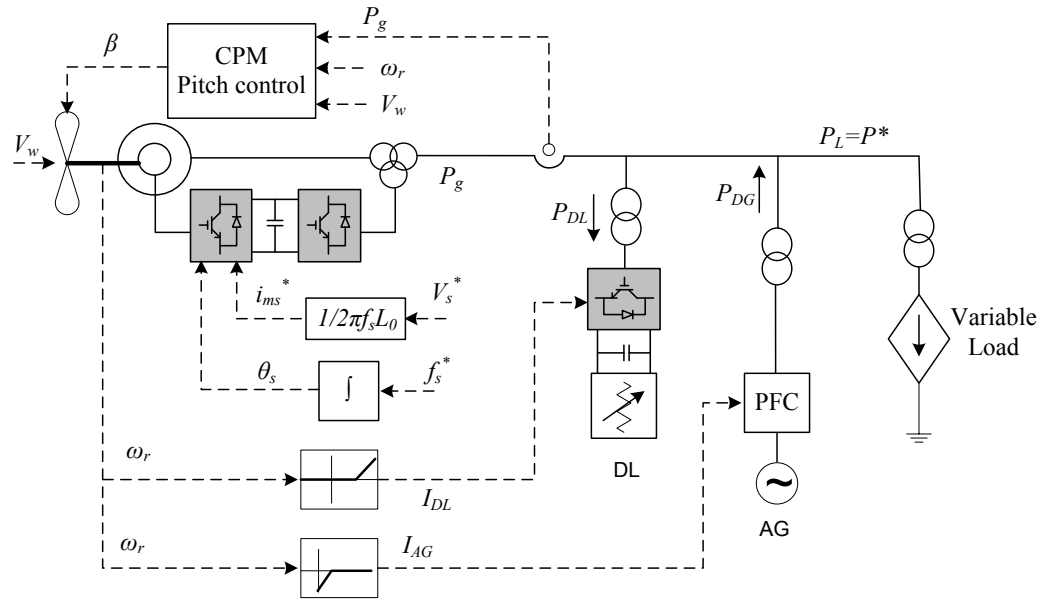 P_g
CPM
Pitch control
β
ω_r
V_w
V_w
P_g
P_L=P*
P_DL
P_DG
i_ms*
1/2πf_sL_0
V_s*
Variable
Load
θ_s
∫
f_s*
PFC
ω_r
DL
I_DL
~
AG
ω_r
I_AG